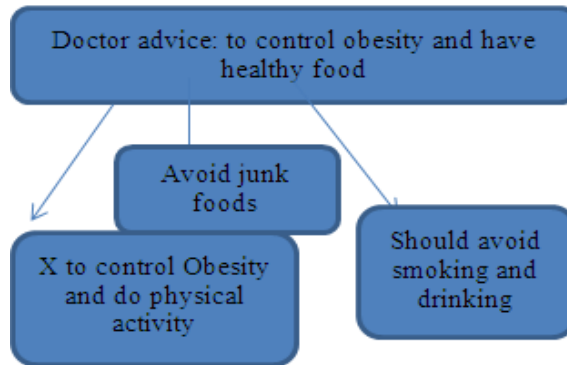 Doctor advice: to control obesity and have
healthy food
Avoid junk
foods
X to control Obesity
and do physical
activity
Should avoid
smoking and
drinking